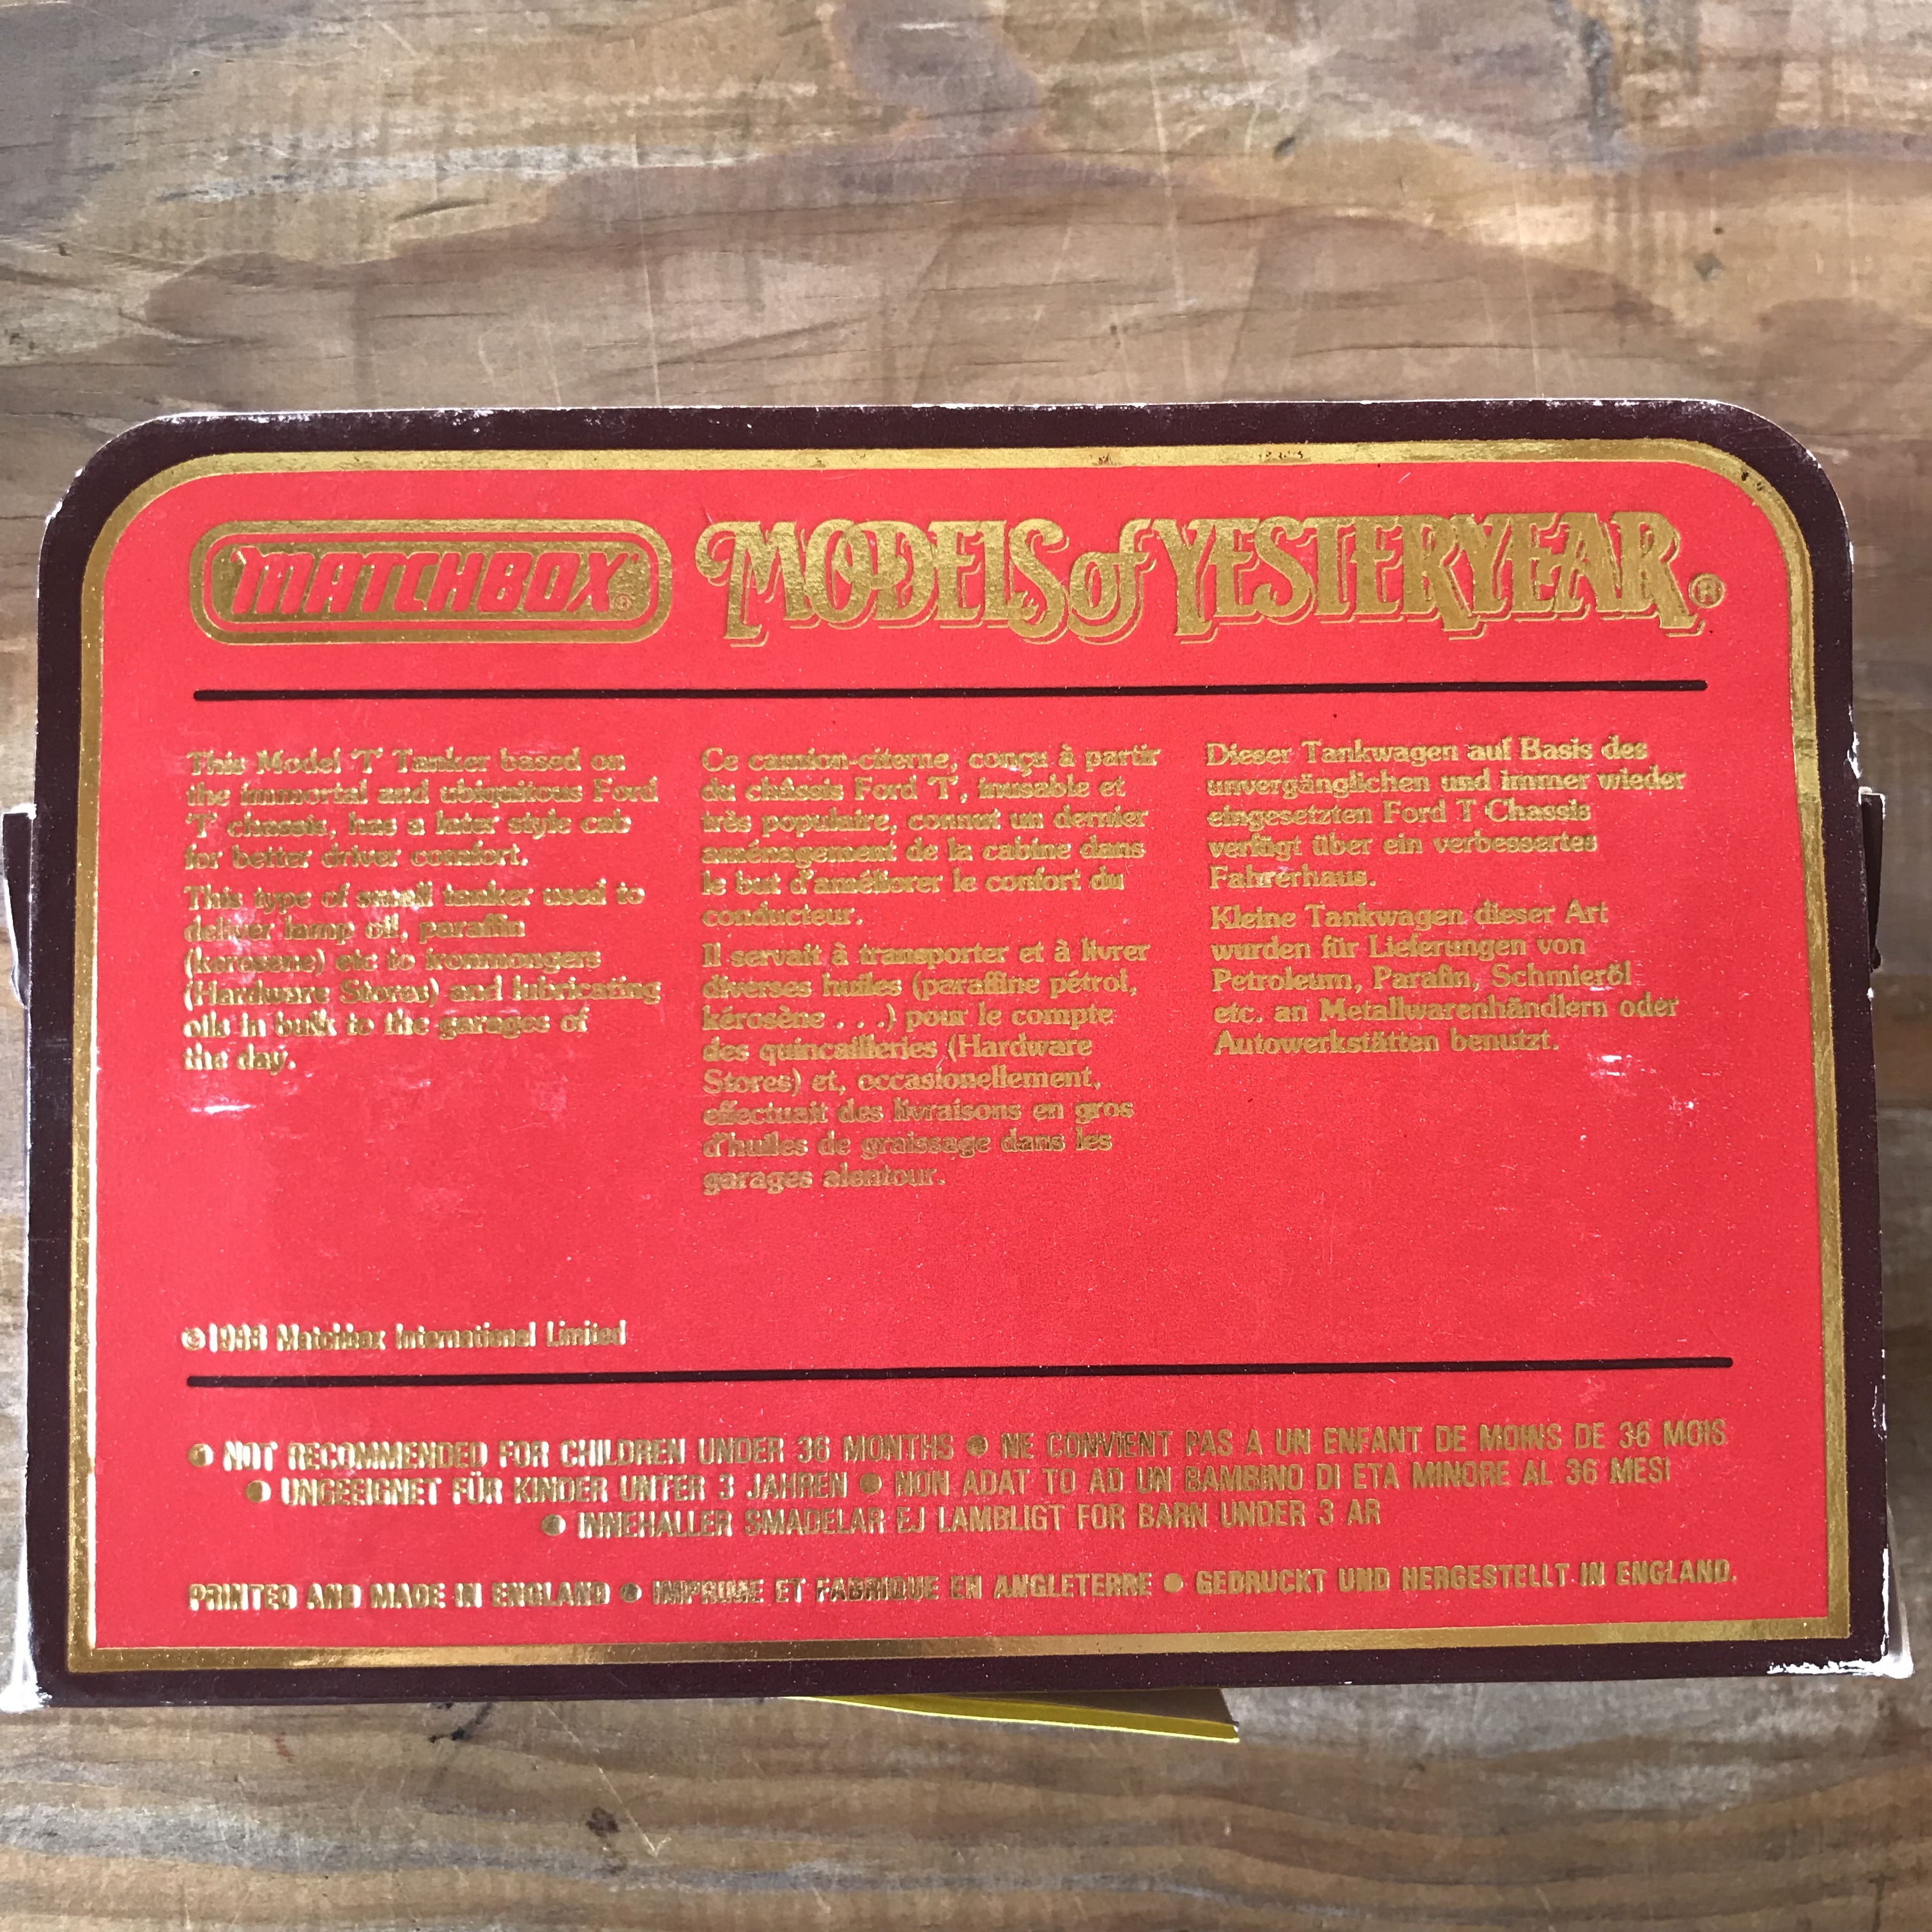 MATCHBOX® MODELS of YESTERYEAR®
This Model 'T' Tanker based on
the immortal and ubiquitous Ford
'T' chassis, has a later style cab
for better driver comfort.
This type of small tanker used to
deliver lamp oil, paraffin
(kerosene) etc to Ironmongers
(Hardware Stores) and lubricating
oils in bulk to the garages of
the day.
Ce camion-citerne, conçu à partir
du châssis Ford 'T', inusable et
très populaire, connut un dernier
aménagement de la cabine dans
le but d'améliorer le confort du
conducteur.
Il servait à transporter et à livrer
diverses huiles (paraffine pétrol,
kérosène . . .) pour le compte
des quincailleries (Hardware
Stores) et, occasionellement,
effectuait des livraisons en gros
d'huiles de graissage dans les
garages alentour.
Dieser Tankwagen auf Basis des
unvergänglichen und immer wieder
eingesetzten Ford T Chassis
verfügt über ein verbessertes
Fahrerhaus.
Kleine Tankwagen dieser Art
wurden für Lieferungen von
Petroleum, Parafin, Schmieröl
etc. an Metallwarenhändlern oder
Autowerkstätten benutzt.
© Matchbox International Limited
● NOT RECOMMENDED FOR CHILDREN UNDER 36 MONTHS ● NE CONVIENT PAS A UN ENFANT DE MOINS DE 36 MOIS
● UNGEEIGNET FÜR KINDER UNTER 3 JAHREN ● NON ADAT TO AD UN BAMBINO DI ETA MINORE AL 36 MESI
● INNEHALLER SMADELAR EJ LAMBLIGT FOR BARN UNDER 3 AR
PRINTED AND MADE IN ENGLAND ● IMPRIME ET FABRIQUE EN ANGLETERRE ● GEDRUCKT UND HERGESTELLT IN ENGLAND.